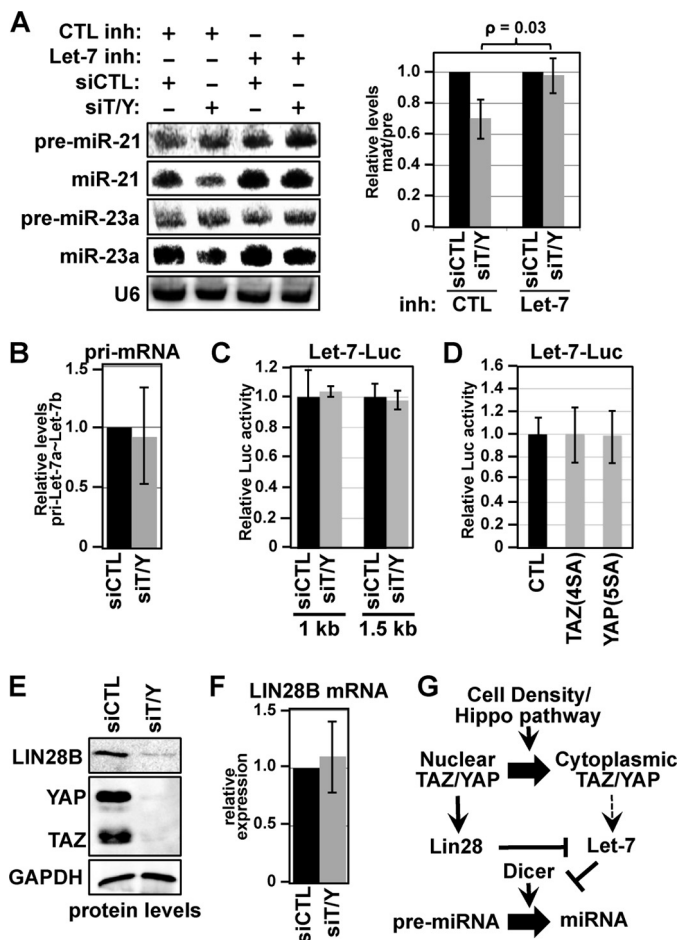 A
CTL inh: + + – –
Let-7 inh: – – + +
siCTL: + – + –
siT/Y: – + – +
pre-miR-21
miR-21
pre-miR-23a
miR-23a
U6
ρ = 0.03
Relative levels
mat/pre
1.0
0.8
0.6
0.4
0.2
0
siCTL
siT/Y
siCTL
siT/Y
inh: CTL Let-7
B
pri-mRNA
Relative levels
pri-Let-7a~Let-7b
1.5
1.0
0.5
0
siCTL
siT/Y
C
Let-7-Luc
Relative Luc activity
1.2
1.0
0.8
0.6
0.4
0.2
0
siCTL
siT/Y
siCTL
siT/Y
1 kb 1.5 kb
D
Let-7-Luc
Relative Luc activity
1.6
1.4
1.2
1.0
0.8
0.6
0.4
0.2
0
CTL
TAZ(4SA)
YAP(5SA)
E
siCTL
siT/Y
LIN28B
YAP
TAZ
GAPDH
protein levels
F
LIN28B mRNA
relative
expression
1.5
1.0
0.5
0
siCTL
siT/Y
G
Cell Density/
Hippo pathway
Nuclear
TAZ/YAP
Cytoplasmic
TAZ/YAP
Lin28
Let-7
Dicer
pre-miRNA
miRNA